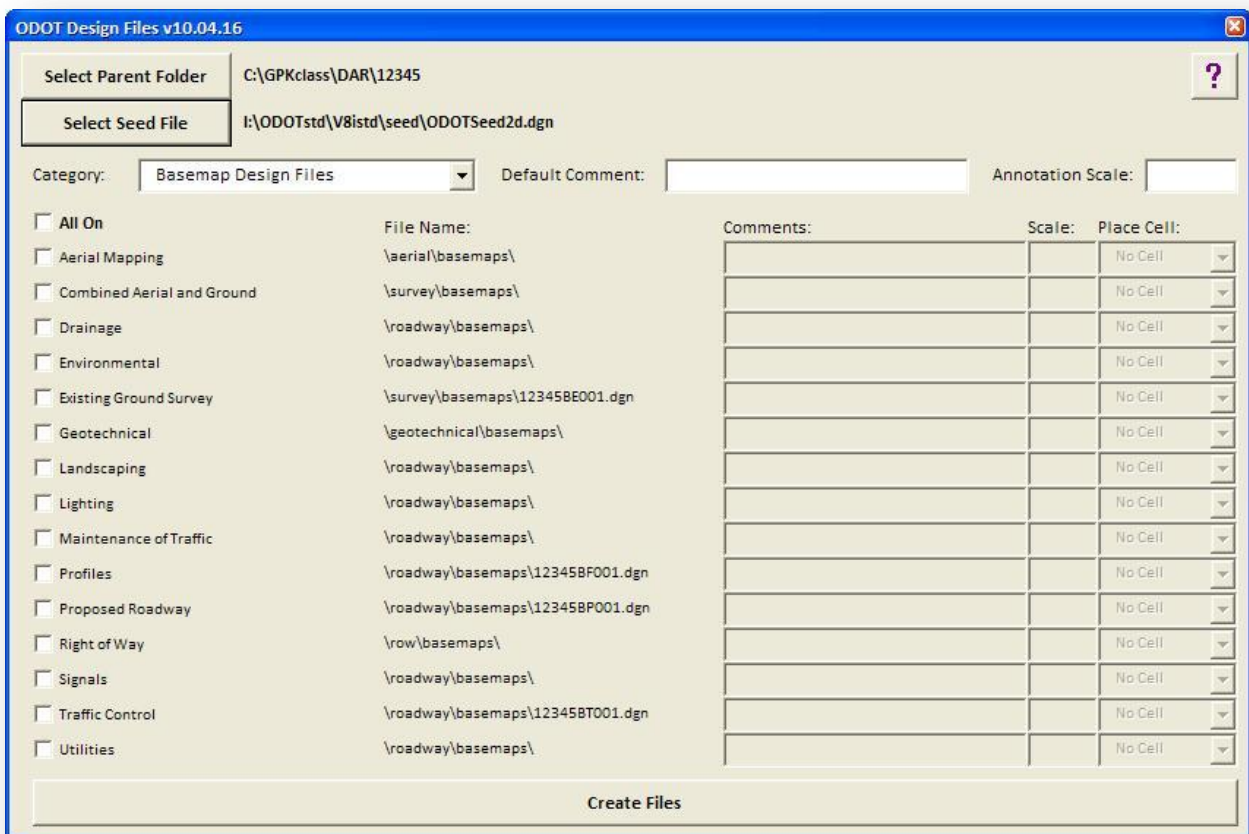 ODOT Design Files v10.04.16
Select Parent Folder C:\GPKclass\DAR\12345 ?
Select Seed File I:\ODOTstd\V8istd\seed\ODOTSeed2d.dgn
Category: Basemap Design Files Default Comment: Annotation Scale:
All On File Name: Comments: Scale: Place Cell:
Aerial Mapping \aerial\basemaps\ No Cell
Combined Aerial and Ground \survey\basemaps\ No Cell
Drainage \roadway\basemaps\ No Cell
Environmental \roadway\basemaps\ No Cell
Existing Ground Survey \survey\basemaps\12345BE001.dgn No Cell
Geotechnical \geotechnical\basemaps\ No Cell
Landscaping \roadway\basemaps\ No Cell
Lighting \roadway\basemaps\ No Cell
Maintenance of Traffic \roadway\basemaps\ No Cell
Profiles \roadway\basemaps\12345BF001.dgn No Cell
Proposed Roadway \roadway\basemaps\12345BP001.dgn No Cell
Right of Way \row\basemaps\ No Cell
Signals \roadway\basemaps\ No Cell
Traffic Control \roadway\basemaps\12345BT001.dgn No Cell
Utilities \roadway\basemaps\ No Cell
Create Files